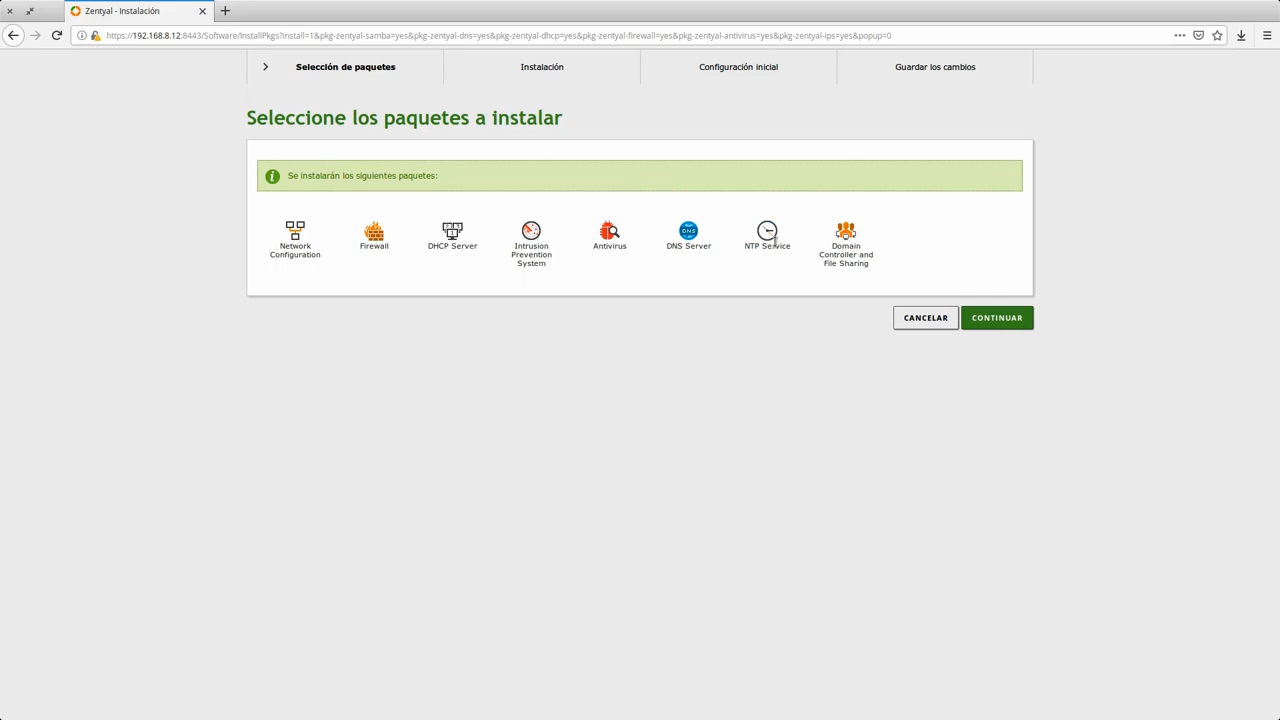 Zentyal - Instalación
https://192.168.8.12:8443/Software/InstallPkgs?install=1&pkg-zentyal-samba=yes&pkg-zentyal-dns=yes&pkg-zentyal-dhcp=yes&pkg-zentyal-firewall=yes&pkg-zentyal-antivirus=yes&pkg-zentyal-ips=yes&popup=0
Selección de paquetes
Instalación
Configuración inicial
Guardar los cambios
Seleccione los paquetes a instalar
Se instalarán los siguientes paquetes:
Network
Configuration
Firewall
DHCP Server
Intrusion
Prevention
System
Antivirus
DNS
DNS Server
NTP Service
Domain
Controller and
File Sharing
CANCELAR
CONTINUAR